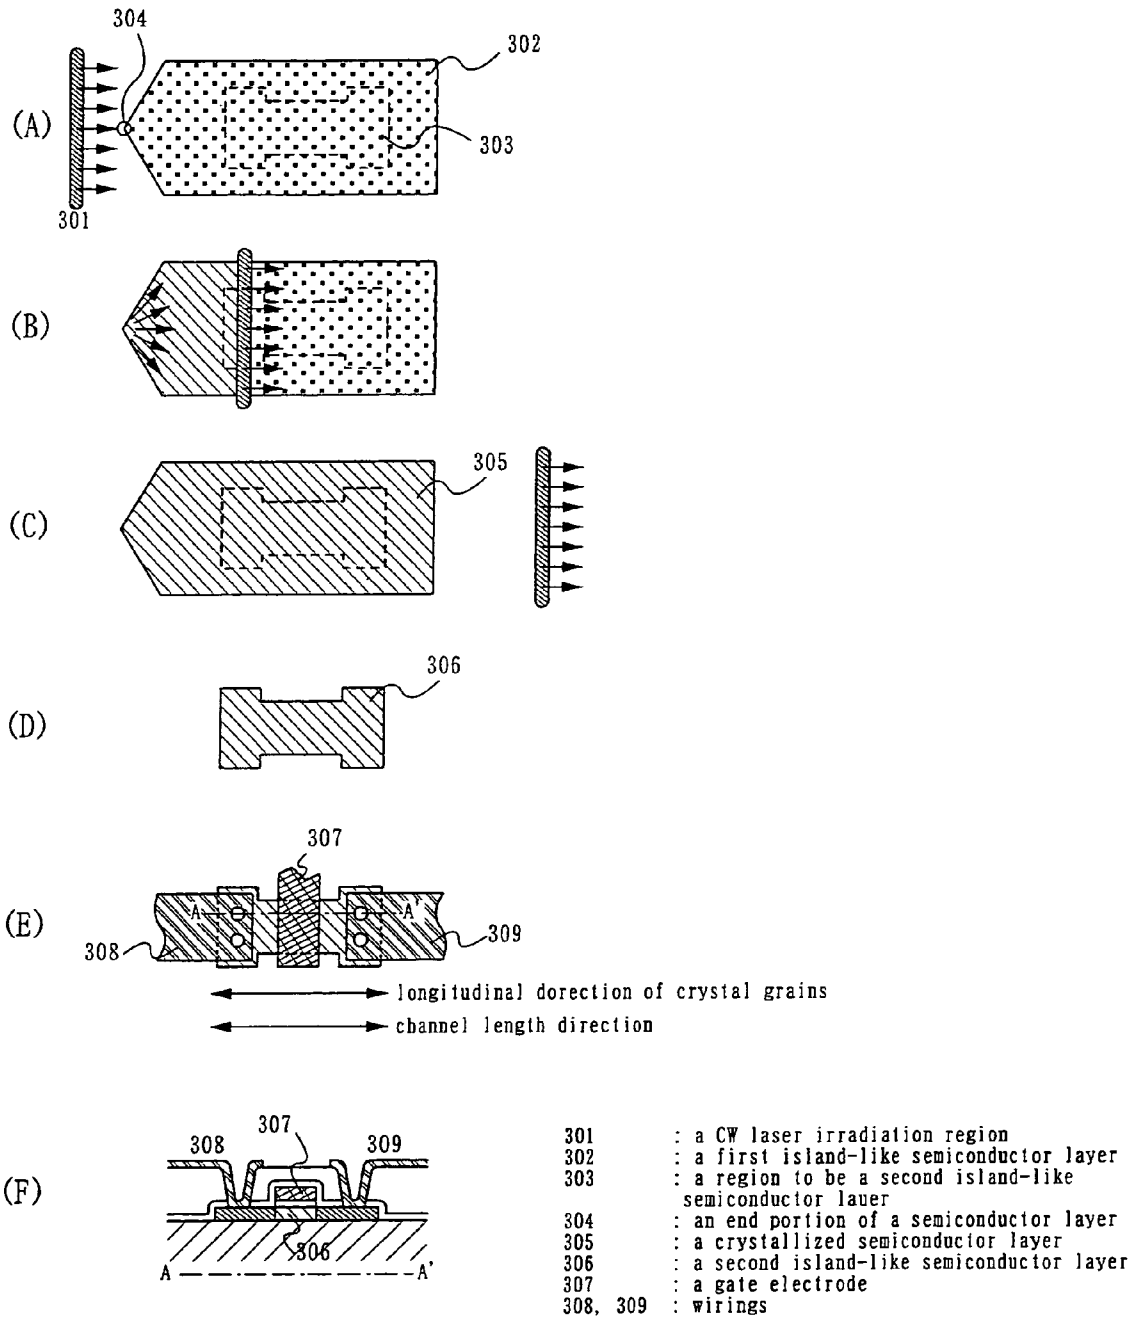 304
302
(A)
303
301
(B)
305
(C)
306
(D)
307
(E)
A
A'
308
309
longitudinal dorection of crystal grains
channel length direction
307
308
309
(F)
306
A
A'
301 : a CW laser irradiation region
302 : a first island-like semiconductor layer
303 : a region to be a second island-like
semiconductor lauer
304 : an end portion of a semiconductor layer
305 : a crystallized semiconductor layer
306 : a second island-like semiconductor layer
307 : a gate electrode
308, 309 : wirings